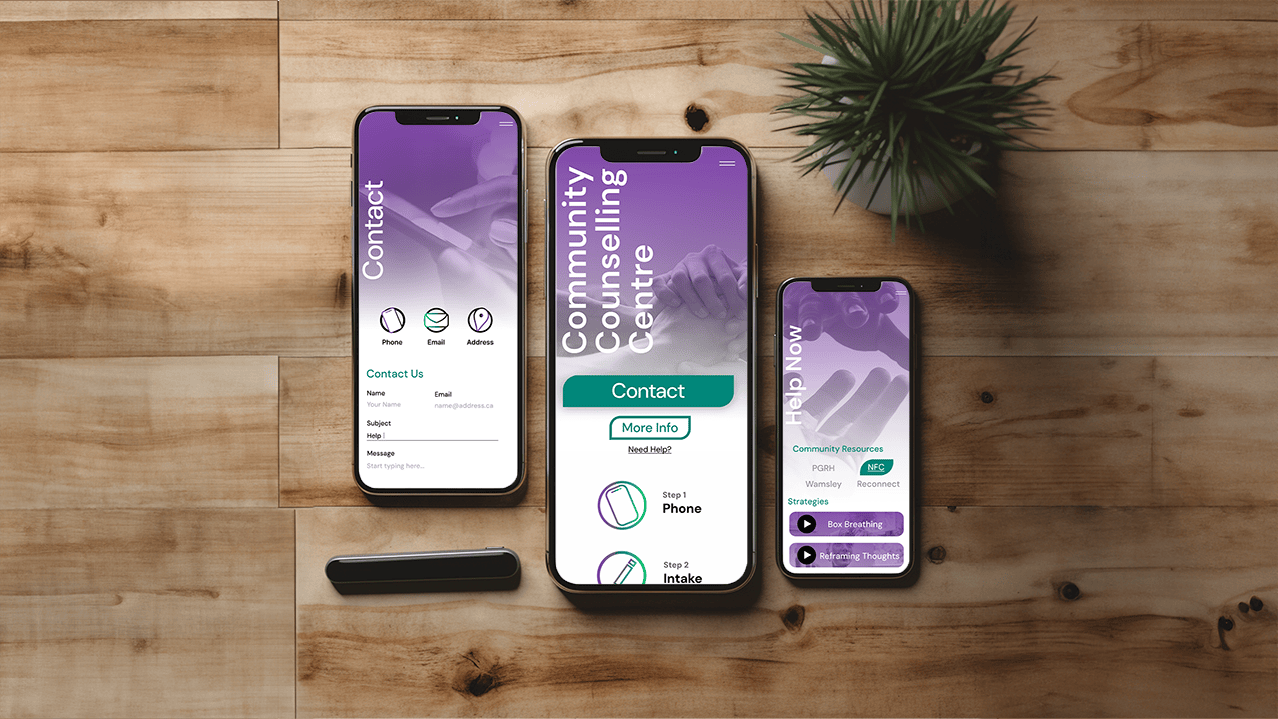 Contact
Phone Email Address
Contact Us
Name Email
Your Name name@address.ca
Subject
Help
Message
Start typing here...
Community
Counselling
Centre
Contact
More Info
Need Help?
Step 1
Phone
Step 2
Intake
Help Now
Community Resources
PGRH NFC
Wamsley Reconnect
Strategies
Box Breathing
Reframing Thoughts